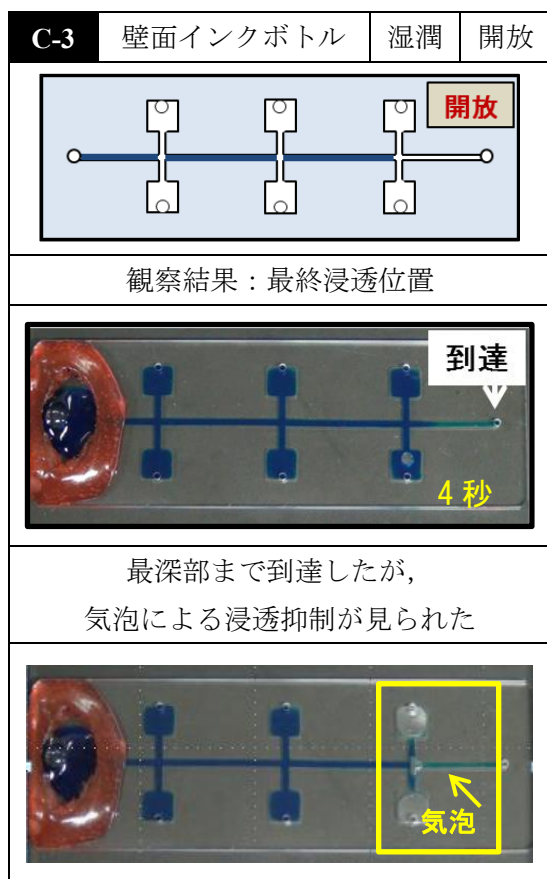 C-3 壁面インクボトル 湿潤 開放
開放
観察結果：最終浸透位置
到達
4秒
最深部まで到達したが，
気泡による浸透抑制が見られた
気泡